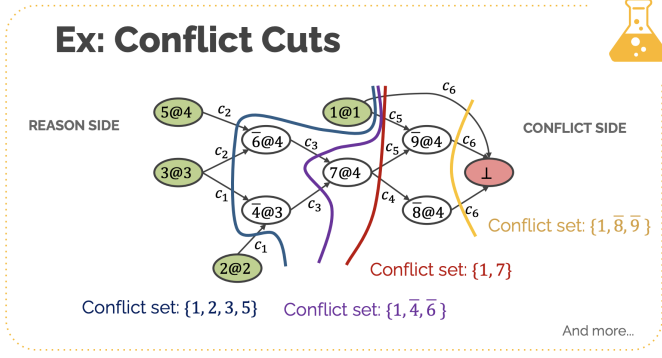 Ex: Conflict Cuts
REASON SIDE
CONFLICT SIDE
5@4
c₂
1@1
c₆
c₅
6̅@4
c₃
9̅@4
c₆
c₂
c₅
3@3
7@4
⊥
c₁
c₃
c₄
4̅@3
8̅@4
c₆
c₁
2@2
Conflict set: {1, 8̅, 9̅ }
Conflict set: {1, 7}
Conflict set: {1, 2, 3, 5}
Conflict set: {1, 4̅, 6̅ }
And more...